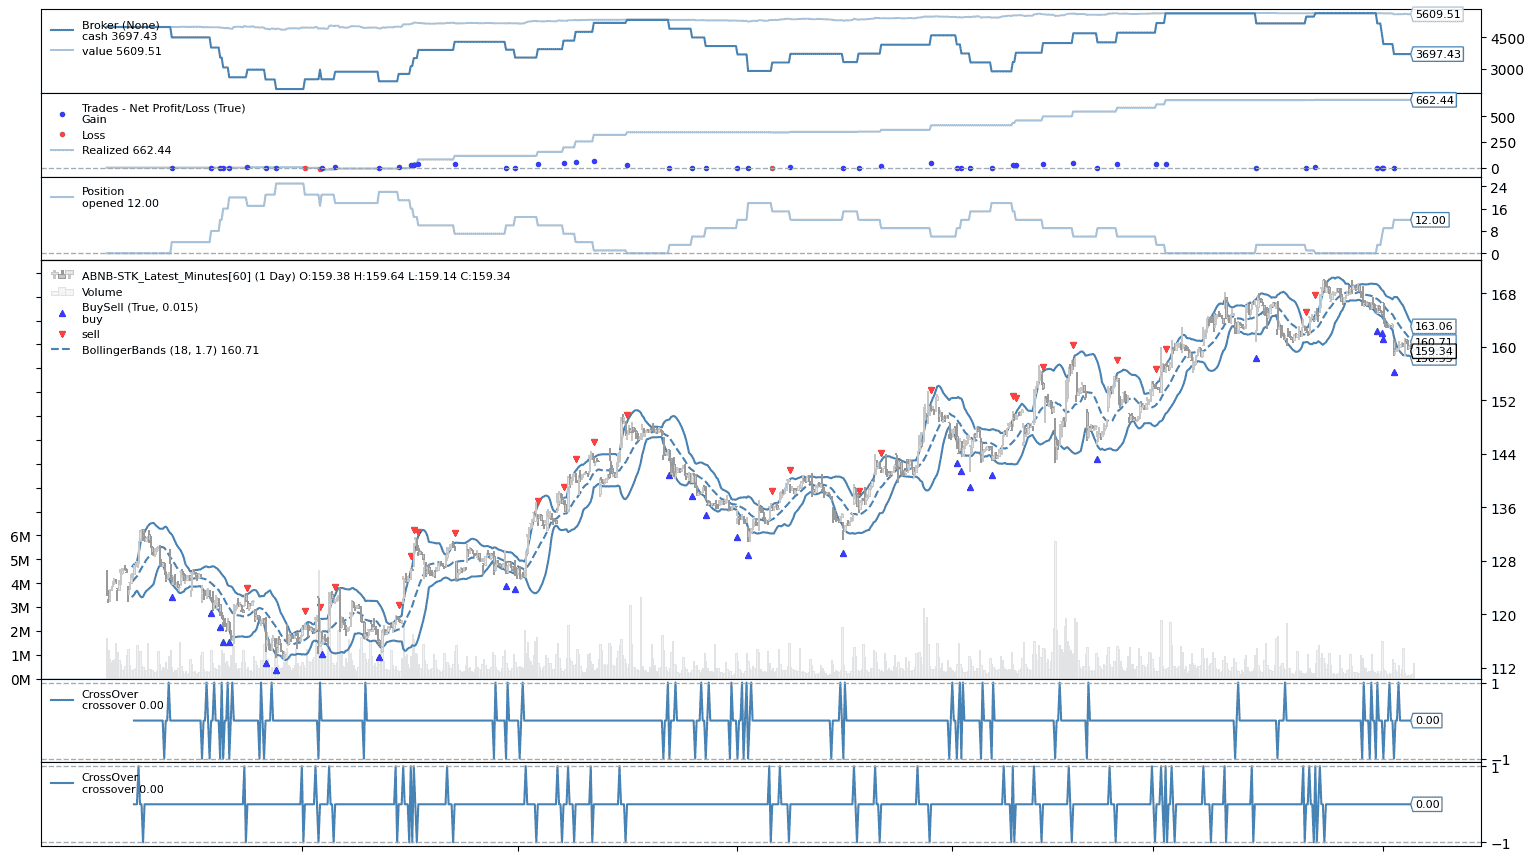 Broker (None)
cash 3697.43
value 5609.51
5609.51
4500
3697.43
3000
Trades - Net Profit/Loss (True)
Gain
Loss
Realized 662.44
662.44
500
250
0
Position
opened 12.00
24
16
12.00
8
0
ABNB-STK_Latest_Minutes[60] (1 Day) O:159.38 H:159.64 L:159.14 C:159.34
Volume
BuySell (True, 0.015)
buy
sell
BollingerBands (18, 1.7) 160.71
168
163.06
160.71
160
159.34
152
144
136
128
120
112
6M
5M
4M
3M
2M
1M
0M
CrossOver
crossover 0.00
1
0.00
−1
CrossOver
crossover 0.00
1
0.00
−1